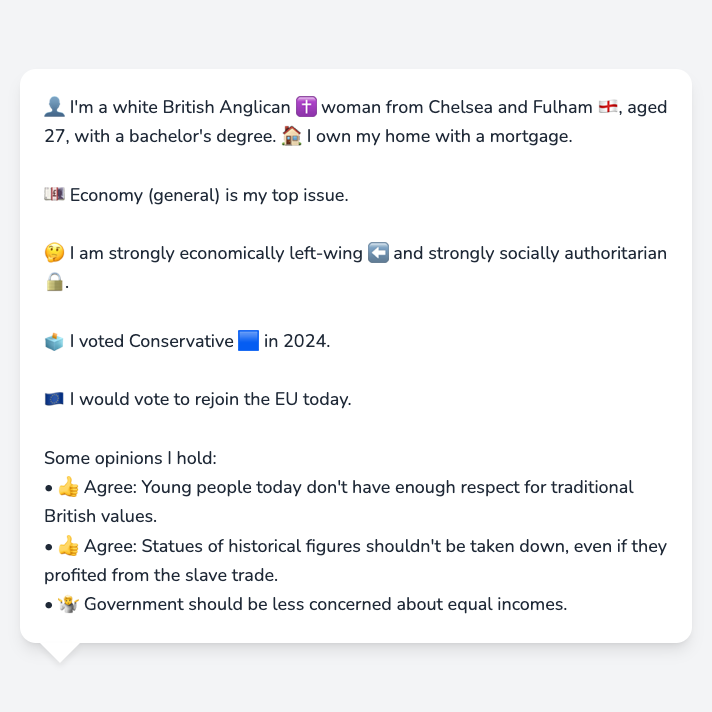 👤 I'm a white British Anglican ✝️ woman from Chelsea and Fulham 🏴󠁧󠁢󠁥󠁮󠁧󠁿, aged
27, with a bachelor's degree. 🏠 I own my home with a mortgage.
💷 Economy (general) is my top issue.
🤔 I am strongly economically left-wing ⬅️ and strongly socially authoritarian
🔒.
🗳️ I voted Conservative 🟦 in 2024.
🇪🇺 I would vote to rejoin the EU today.
Some opinions I hold:
• 👍 Agree: Young people today don't have enough respect for traditional
British values.
• 👍 Agree: Statues of historical figures shouldn't be taken down, even if they
profited from the slave trade.
• 🤷 Government should be less concerned about equal incomes.